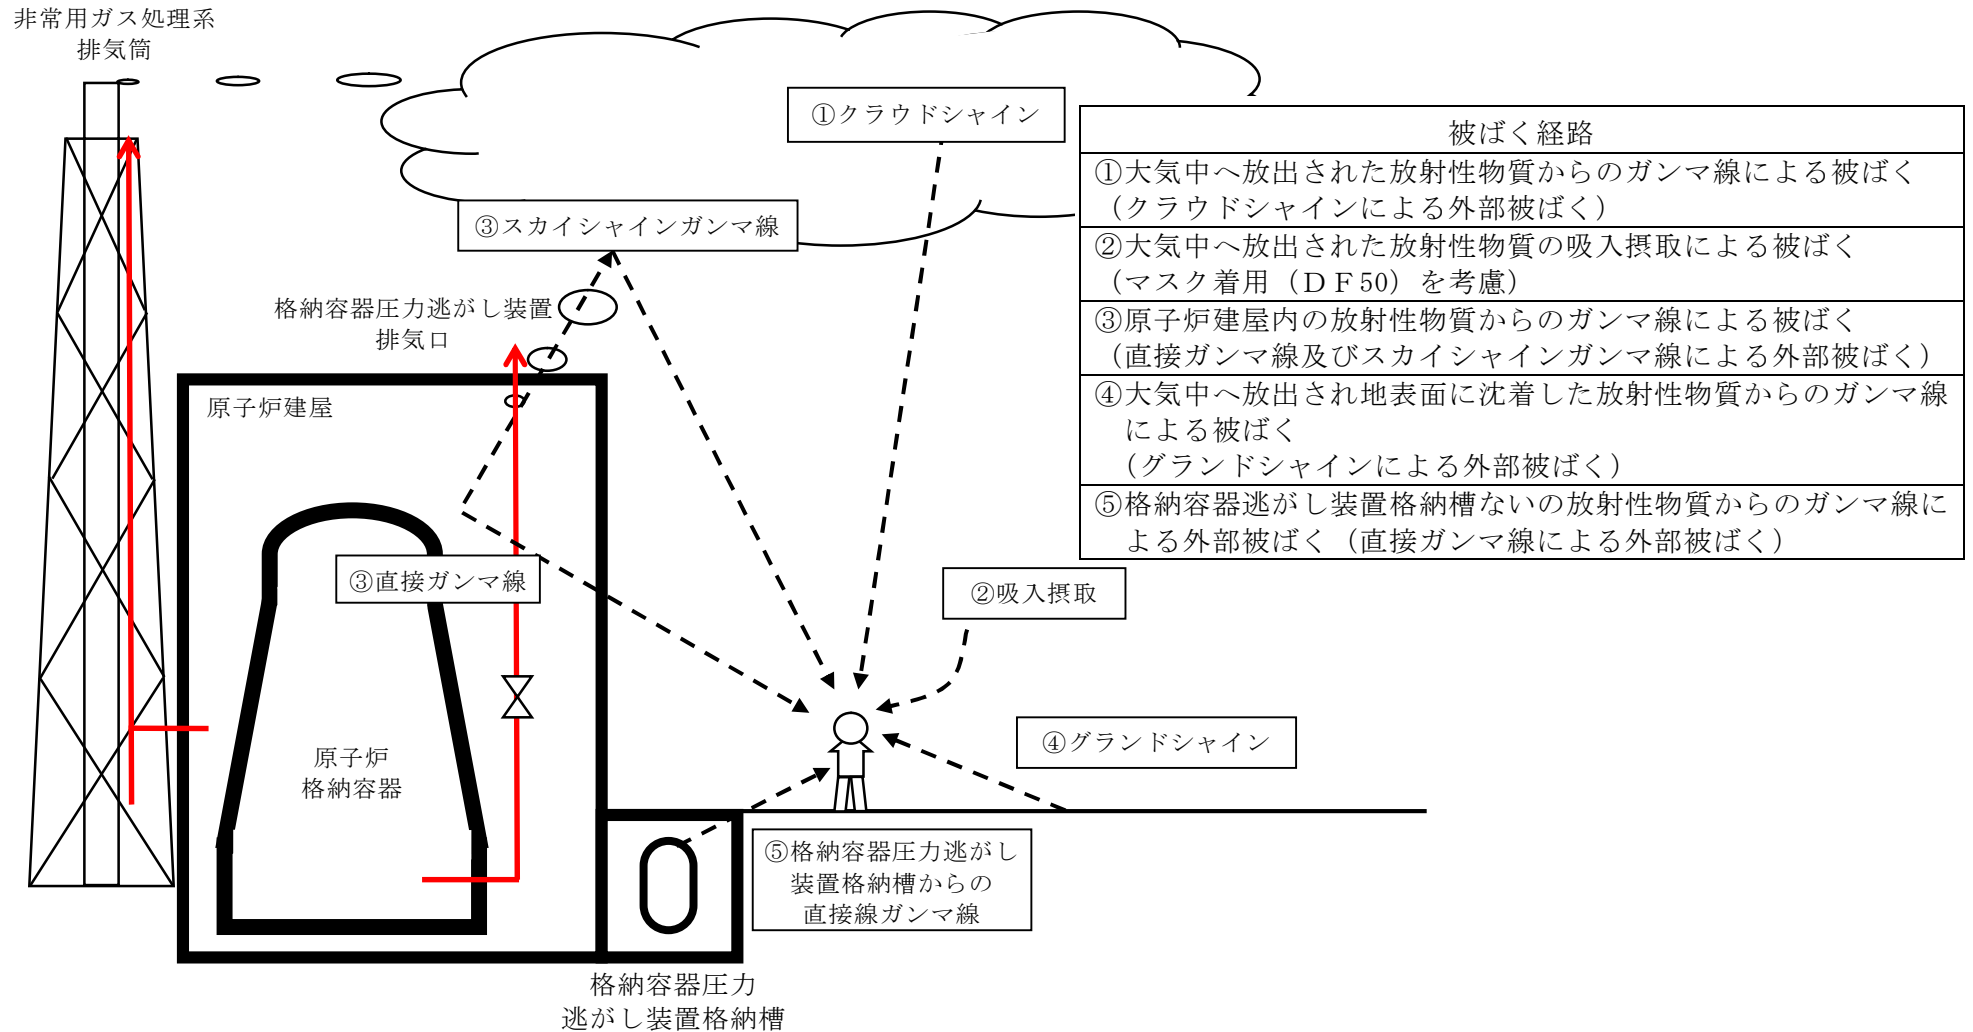 非常用ガス処理系
排気筒
①クラウドシャイン
③スカイシャインガンマ線
格納容器圧力逃がし装置
排気口
原子炉建屋
③直接ガンマ線
原子炉
格納容器
②吸入摂取
④グランドシャイン
⑤格納容器圧力逃がし
装置格納槽からの
直接線ガンマ線
格納容器圧力
逃がし装置格納槽
被ばく経路
①大気中へ放出された放射性物質からのガンマ線による被ばく
（クラウドシャインによる外部被ばく）
②大気中へ放出された放射性物質の吸入摂取による被ばく
（マスク着用（ＤＦ50）を考慮）
③原子炉建屋内の放射性物質からのガンマ線による被ばく
（直接ガンマ線及びスカイシャインガンマ線による外部被ばく）
④大気中へ放出され地表面に沈着した放射性物質からのガンマ線
による被ばく
（グランドシャインによる外部被ばく）
⑤格納容器逃がし装置格納槽ないの放射性物質からのガンマ線に
よる外部被ばく（直接ガンマ線による外部被ばく）